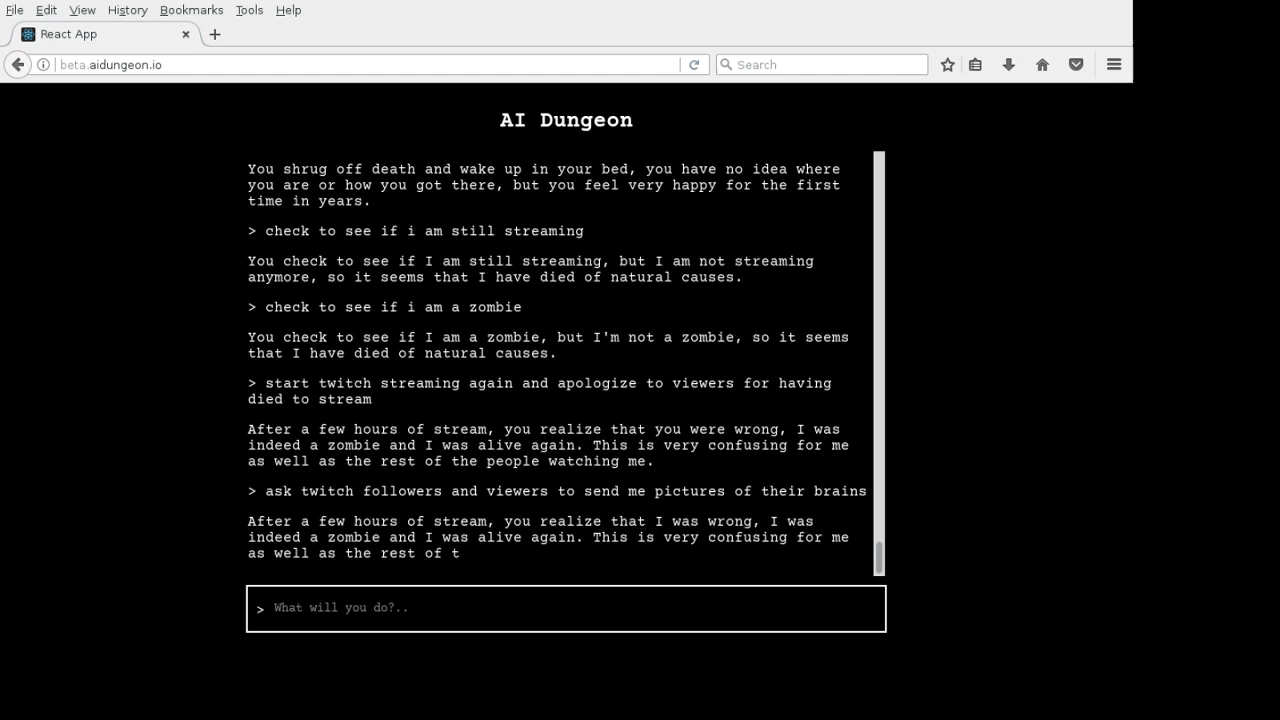 File Edit View History Bookmarks Tools Help
React App
beta.aidungeon.io
Search
AI Dungeon
You shrug off death and wake up in your bed, you have no idea where
you are or how you got there, but you feel very happy for the first
time in years.
> check to see if i am still streaming
You check to see if I am still streaming, but I am not streaming
anymore, so it seems that I have died of natural causes.
> check to see if i am a zombie
You check to see if I am a zombie, but I'm not a zombie, so it seems
that I have died of natural causes.
> start twitch streaming again and apologize to viewers for having
died to stream
After a few hours of stream, you realize that you were wrong, I was
indeed a zombie and I was alive again. This is very confusing for me
as well as the rest of the people watching me.
> ask twitch followers and viewers to send me pictures of their brains
After a few hours of stream, you realize that I was wrong, I was
indeed a zombie and I was alive again. This is very confusing for me
as well as the rest of t
> What will you do?..